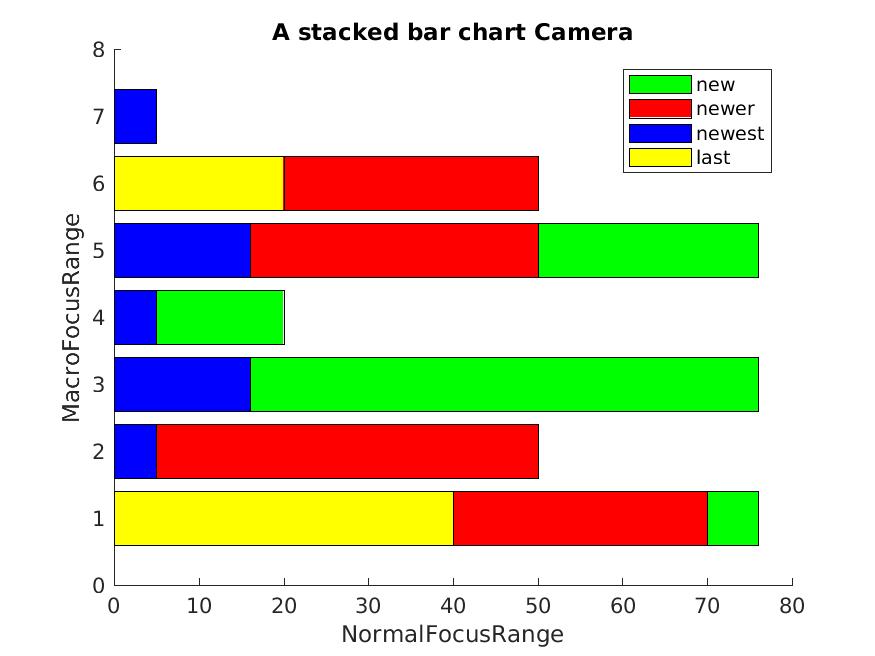 A stacked bar chart Camera
new
newer
newest
last
MacroFocusRange
8
7
6
5
4
3
2
1
0
0 10 20 30 40 50 60 70 80
NormalFocusRange